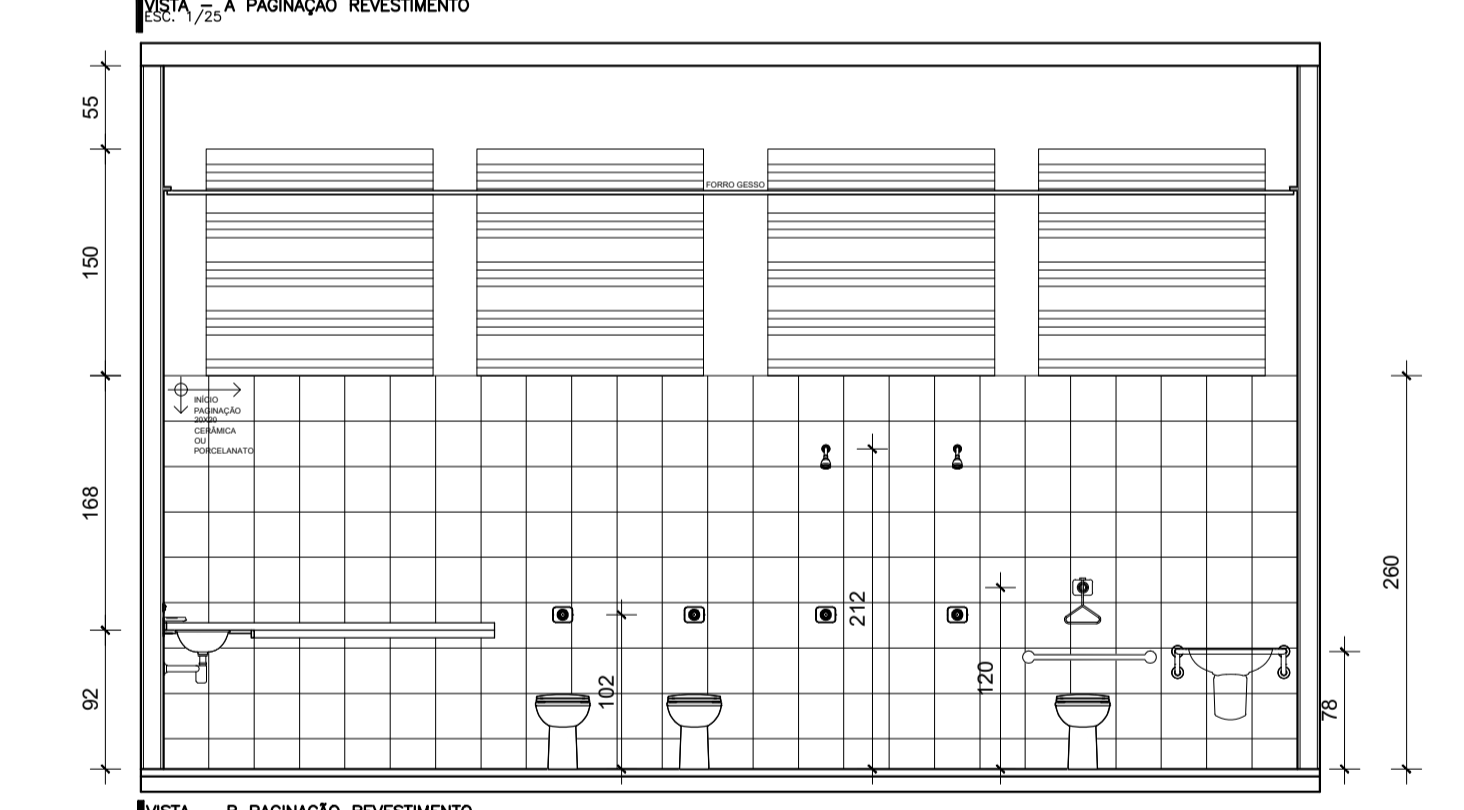 VISTA - A PAGINAÇÃO REVESTIMENTO
ESC. 1/25
55
FORRO GESSO
150
INÍCIO
PAGINAÇÃO
20X20
CERÂMICA
OU
PORCELANATO
168
92
102
212
120
78
260
VISTA - B PAGINAÇÃO REVESTIMENTO